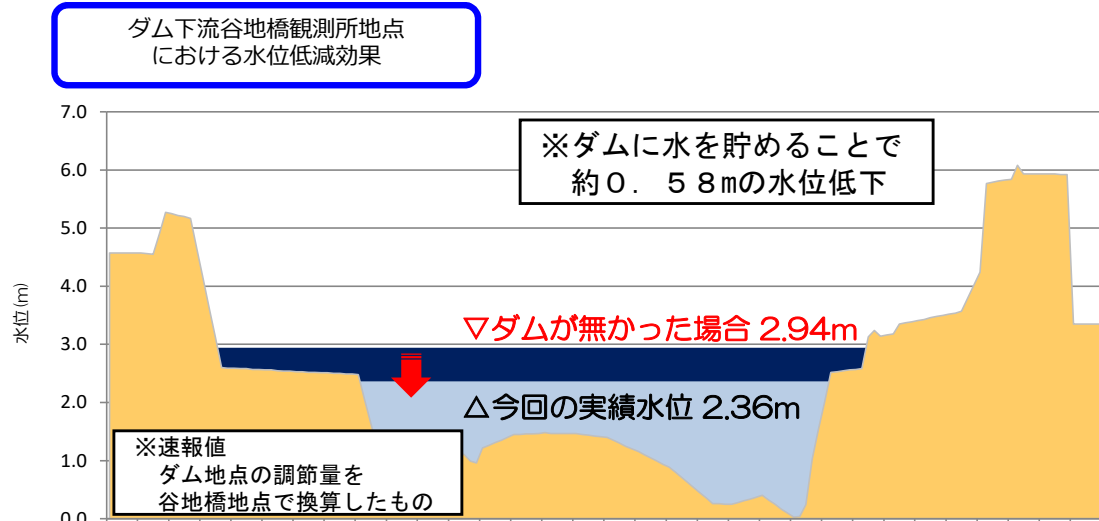 ダム下流谷地橋観測所地点
における水位低減効果
7.0
※ダムに水を貯めることで
約０．５８mの水位低下
6.0
5.0
4.0
水位(m)
▽ダムが無かった場合 2.94m
3.0
△今回の実績水位 2.36m
2.0
※速報値
ダム地点の調節量を
谷地橋地点で換算したもの
1.0
0.0